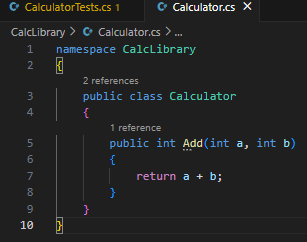 CalculatorTests.cs 1 Calculator.cs ×
CalcLibrary > Calculator.cs > ...
1 namespace CalcLibrary
2 {
2 references
3 public class Calculator
4 {
1 reference
5 public int Add(int a, int b)
6 {
7 return a + b;
8 }
9 }
10 }